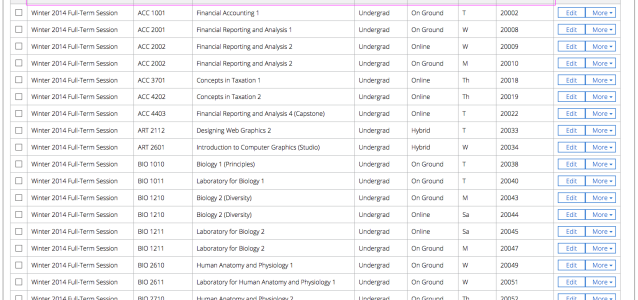 Winter 2014 Full-Term Session ACC 1001 Financial Accounting 1 Undergrad On Ground T 20002 Edit More
Winter 2014 Full-Term Session ACC 2001 Financial Reporting and Analysis 1 Undergrad On Ground W 20008 Edit More
Winter 2014 Full-Term Session ACC 2002 Financial Reporting and Analysis 2 Undergrad Online W 20009 Edit More
Winter 2014 Full-Term Session ACC 2002 Financial Reporting and Analysis 2 Undergrad On Ground M 20010 Edit More
Winter 2014 Full-Term Session ACC 3701 Concepts in Taxation 1 Undergrad Online Th 20018 Edit More
Winter 2014 Full-Term Session ACC 4202 Concepts in Taxation 2 Undergrad Online Th 20019 Edit More
Winter 2014 Full-Term Session ACC 4403 Financial Reporting and Analysis 4 (Capstone) Undergrad Online T 20022 Edit More
Winter 2014 Full-Term Session ART 2112 Designing Web Graphics 2 Undergrad Hybrid T 20033 Edit More
Winter 2014 Full-Term Session ART 2601 Introduction to Computer Graphics (Studio) Undergrad Hybrid W 20034 Edit More
Winter 2014 Full-Term Session BIO 1010 Biology 1 (Principles) Undergrad On Ground T 20038 Edit More
Winter 2014 Full-Term Session BIO 1011 Laboratory for Biology 1 Undergrad On Ground T 20040 Edit More
Winter 2014 Full-Term Session BIO 1210 Biology 2 (Diversity) Undergrad On Ground M 20043 Edit More
Winter 2014 Full-Term Session BIO 1210 Biology 2 (Diversity) Undergrad Online Sa 20044 Edit More
Winter 2014 Full-Term Session BIO 1211 Laboratory for Biology 2 Undergrad Online Sa 20045 Edit More
Winter 2014 Full-Term Session BIO 1211 Laboratory for Biology 2 Undergrad On Ground M 20047 Edit More
Winter 2014 Full-Term Session BIO 2610 Human Anatomy and Physiology 1 Undergrad On Ground W 20049 Edit More
Winter 2014 Full-Term Session BIO 2611 Laboratory for Human Anatomy and Physiology 1 Undergrad On Ground W 20051 Edit More
Winter 2014 Full-Term Session BIO 2710 Human Anatomy and Physiology 2 Undergrad On Ground Th 20052 Edit More